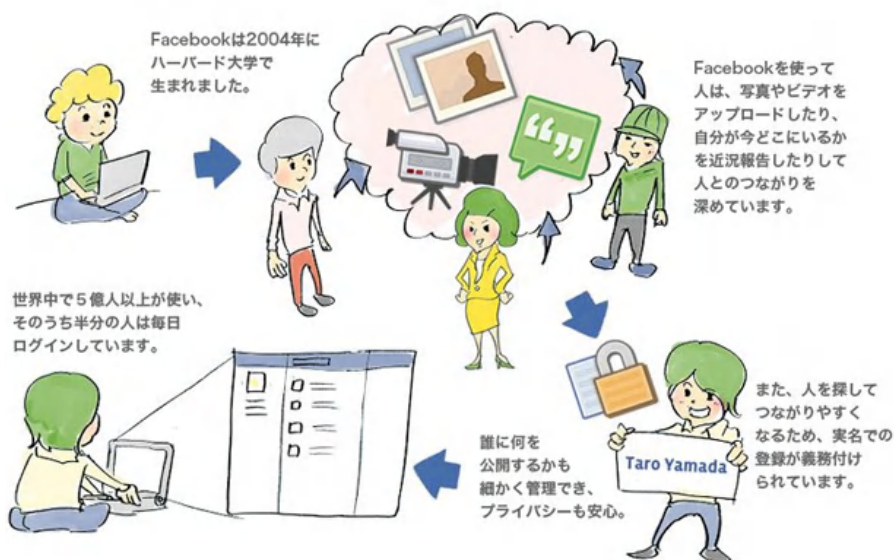 Facebookは2004年に
ハーバード大学で
生まれました。
Facebookを使って
人は、写真やビデオを
アップロードしたり、
自分が今どこにいるか
を近況報告したりして
人とのつながりを
深めています。
また、人を探して
つながりやすく
なるため、実名での
登録が義務付け
られています。
Taro Yamada
誰に何を
公開するかも
細かく管理でき、
プライバシーも安心。
世界中で5億人以上が使い、
そのうち半分の人は毎日
ログインしています。